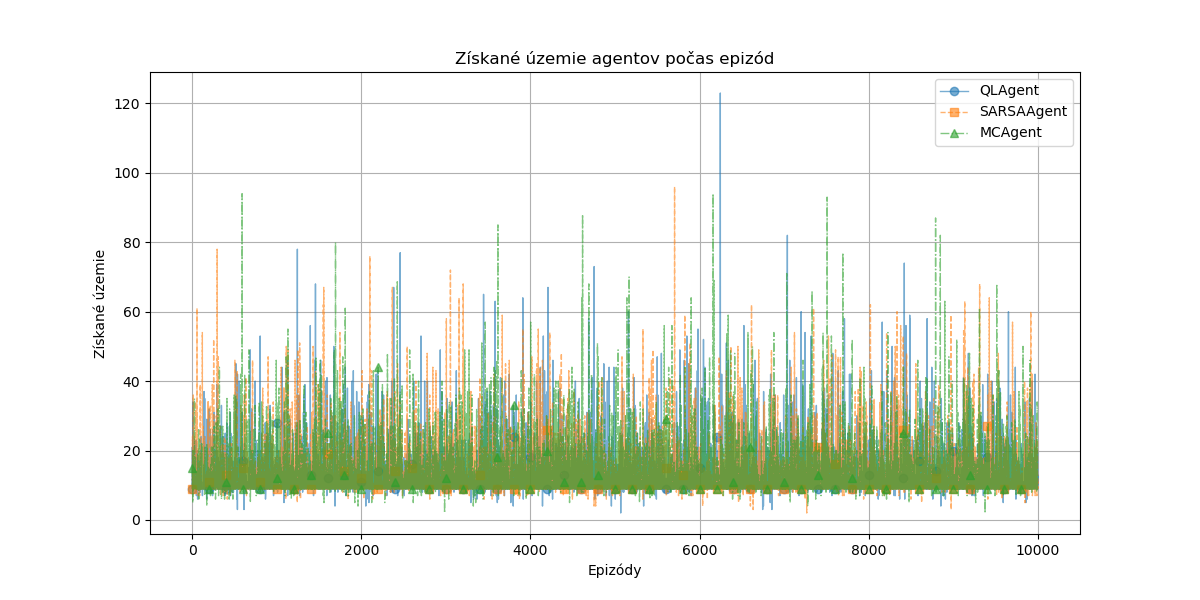 Získané územie agentov počas epizód
QLAgent
SARSAAgent
MCAgent
Získané územie
120
100
80
60
40
20
0
0 2000 4000 6000 8000 10000
Epizódy